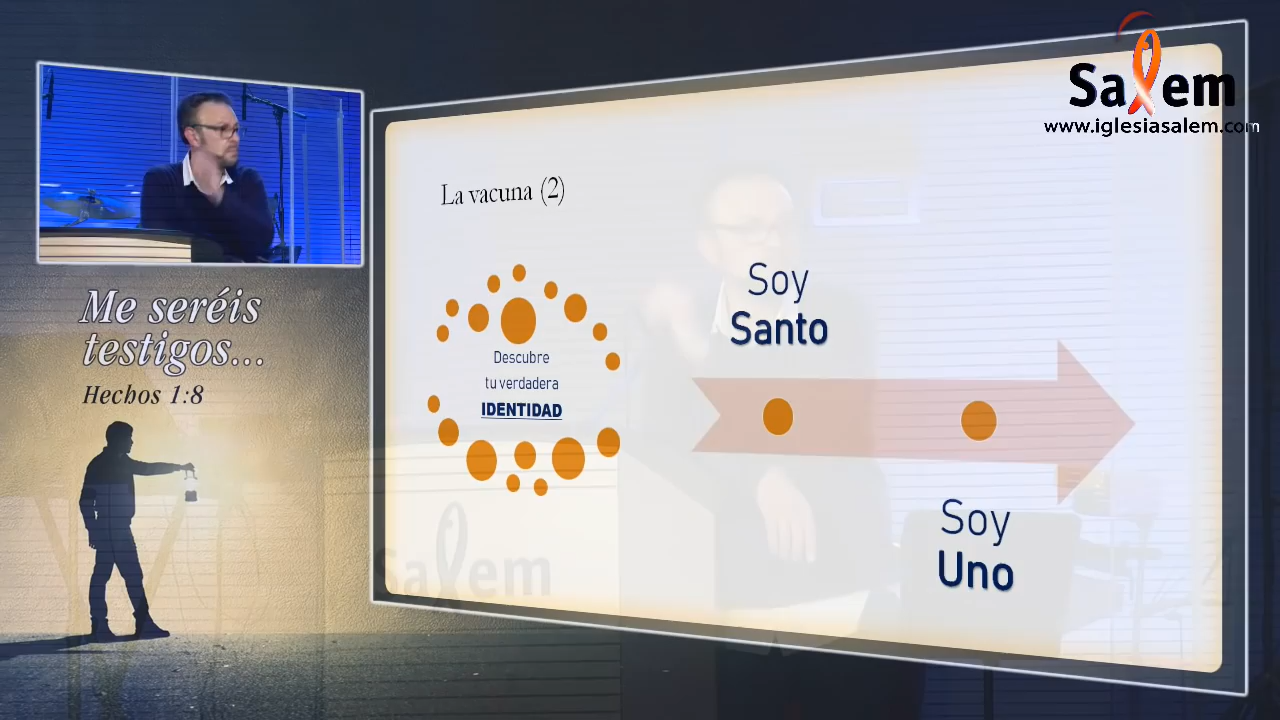 Salem
www.iglesiasalem.com
Me seréis
testigos...
Hechos 1:8
La vacuna (2)
Descubre
tu verdadera
IDENTIDAD
Soy
Santo
Soy
Uno
Salem